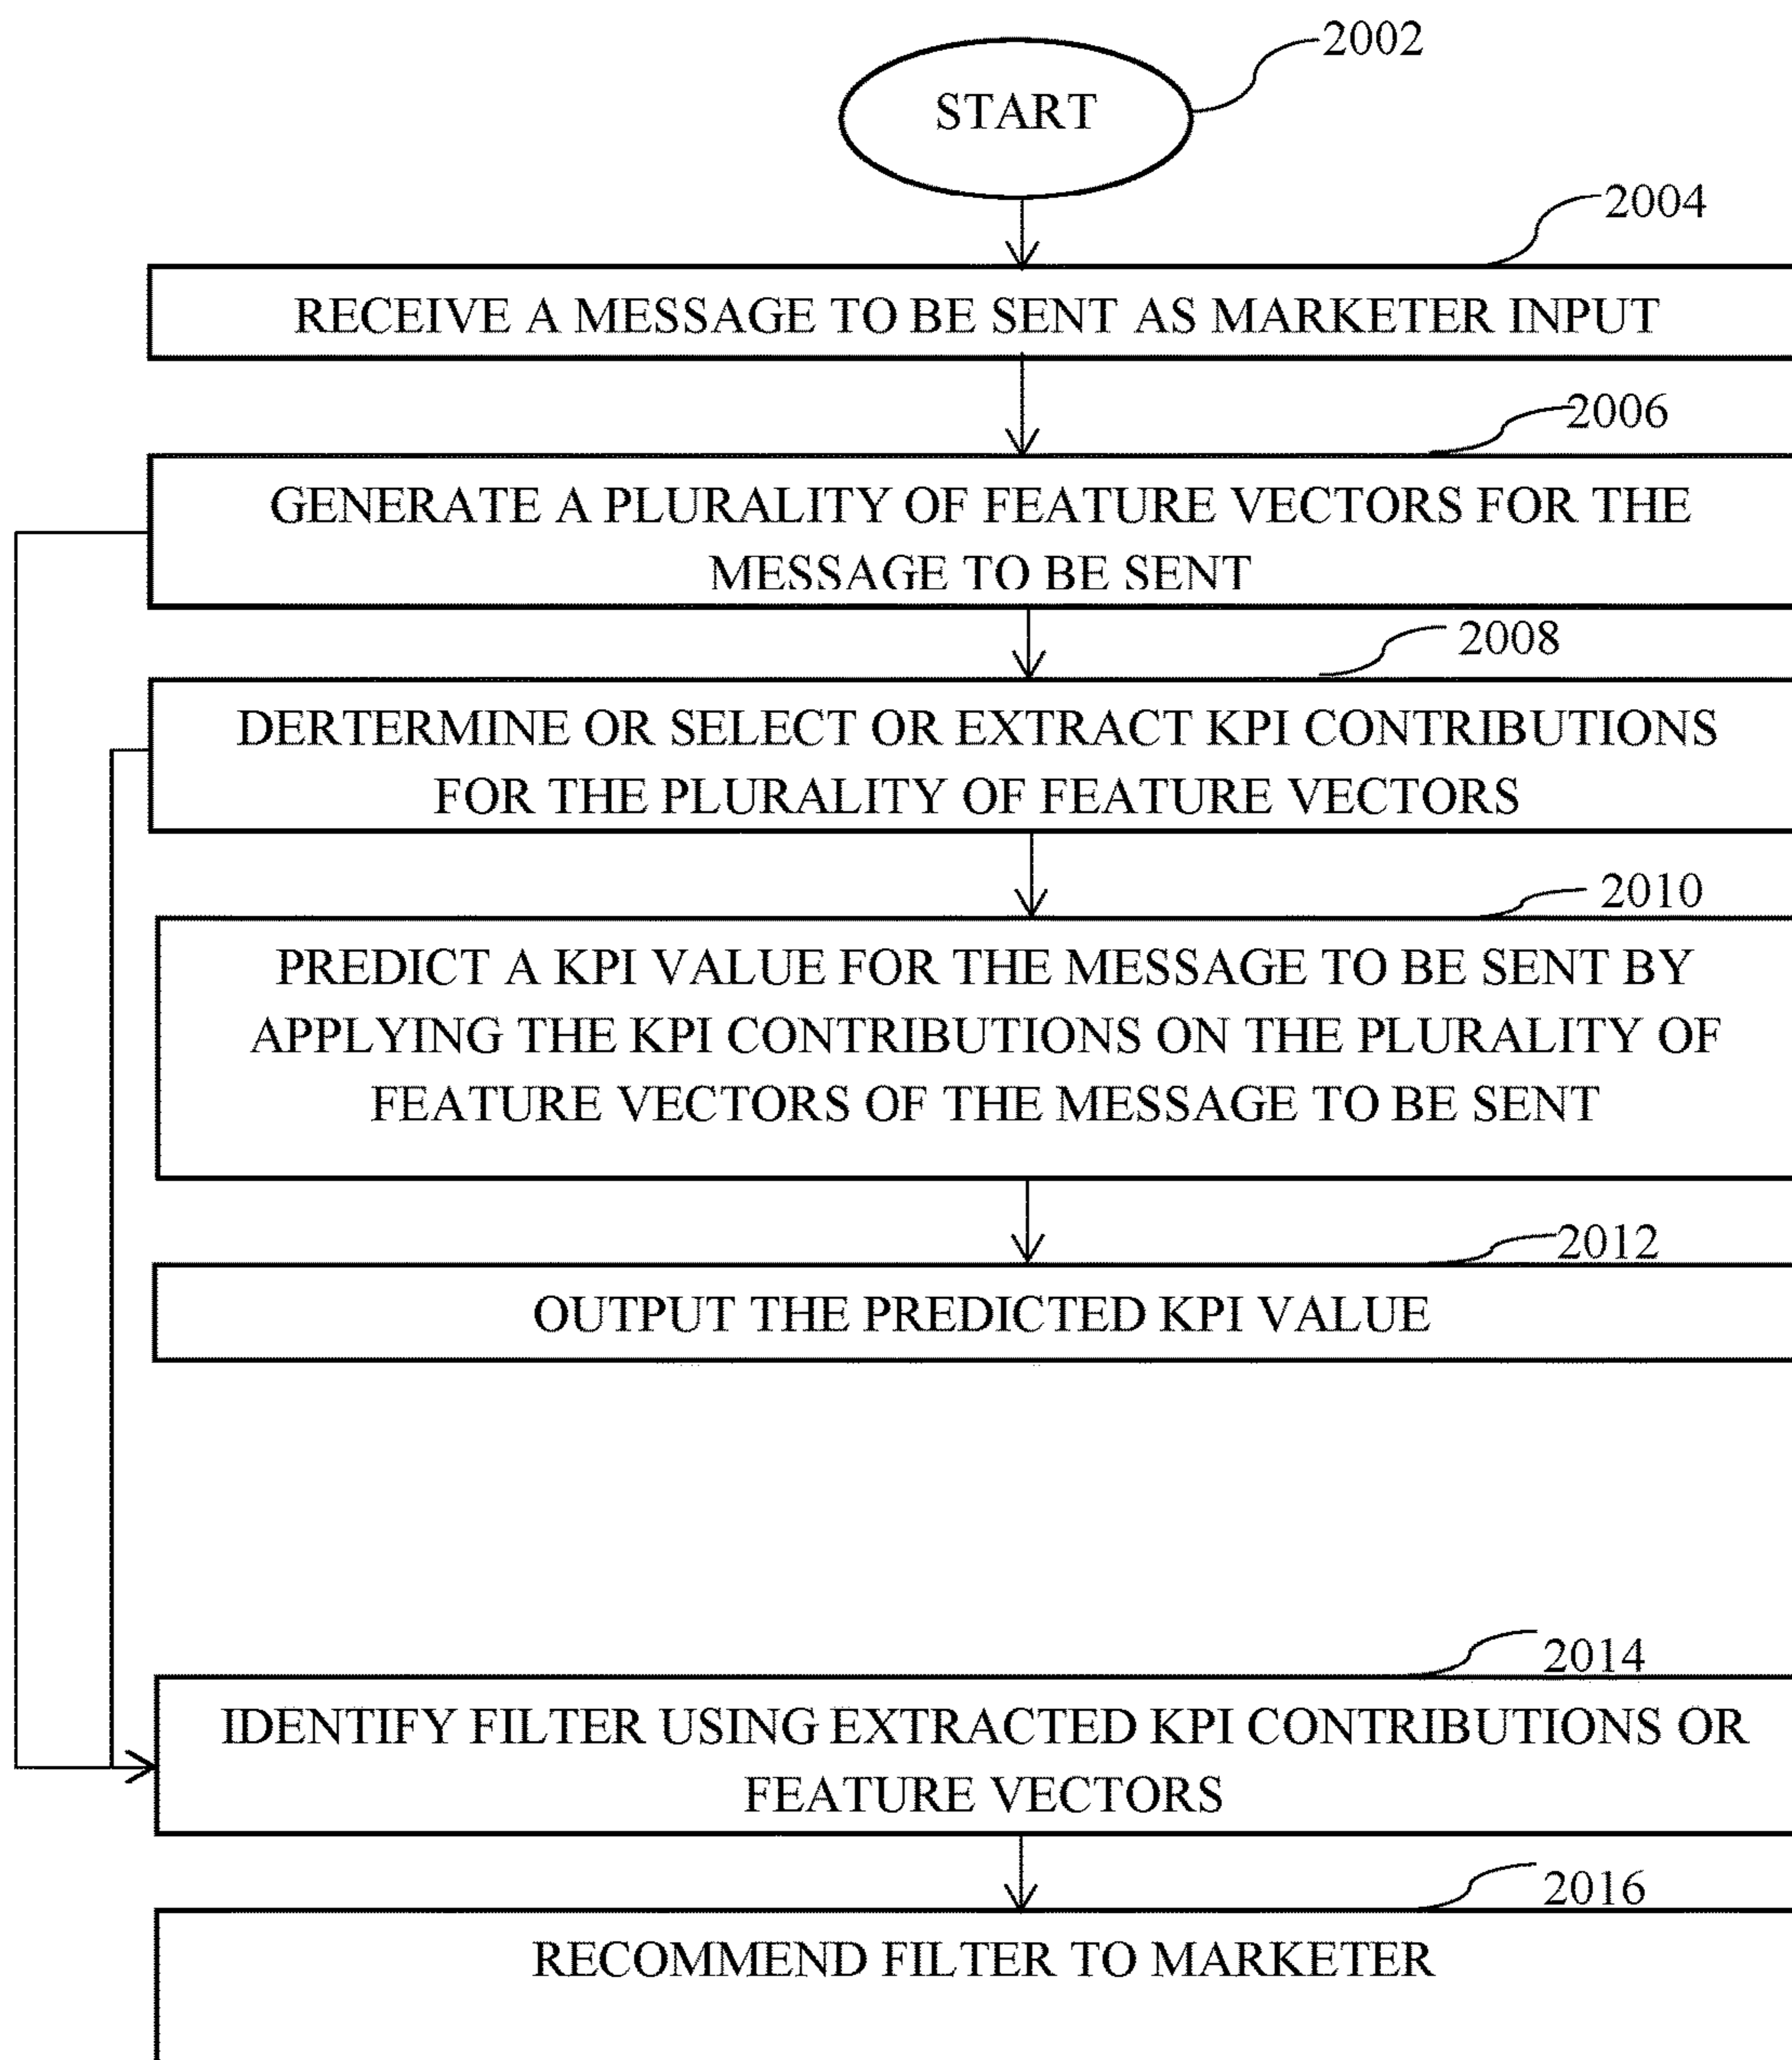 2002
START
2004
RECEIVE A MESSAGE TO BE SENT AS MARKETER INPUT
2006
GENERATE A PLURALITY OF FEATURE VECTORS FOR THE
MESSAGE TO BE SENT
2008
DERTERMINE OR SELECT OR EXTRACT KPI CONTRIBUTIONS
FOR THE PLURALITY OF FEATURE VECTORS
2010
PREDICT A KPI VALUE FOR THE MESSAGE TO BE SENT BY
APPLYING THE KPI CONTRIBUTIONS ON THE PLURALITY OF
FEATURE VECTORS OF THE MESSAGE TO BE SENT
2012
OUTPUT THE PREDICTED KPI VALUE
2014
IDENTIFY FILTER USING EXTRACTED KPI CONTRIBUTIONS OR
FEATURE VECTORS
2016
RECOMMEND FILTER TO MARKETER